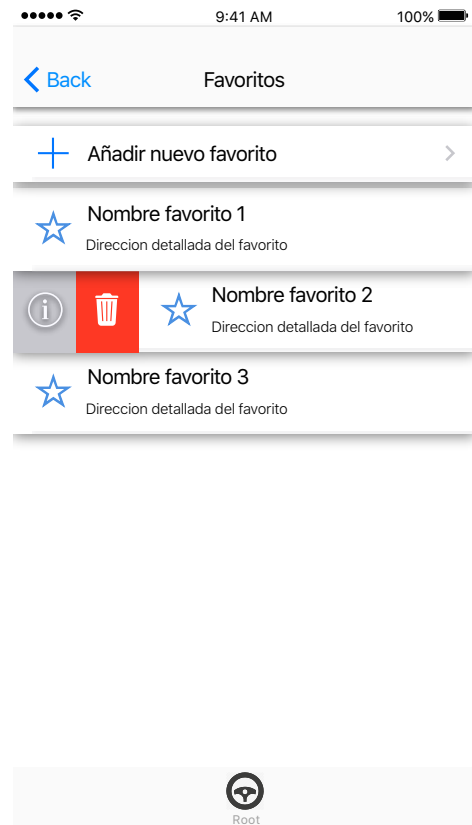 9:41 AM
100%
Back
Favoritos
Añadir nuevo favorito
Nombre favorito 1
Direccion detallada del favorito
Nombre favorito 2
Direccion detallada del favorito
Nombre favorito 3
Direccion detallada del favorito
Root